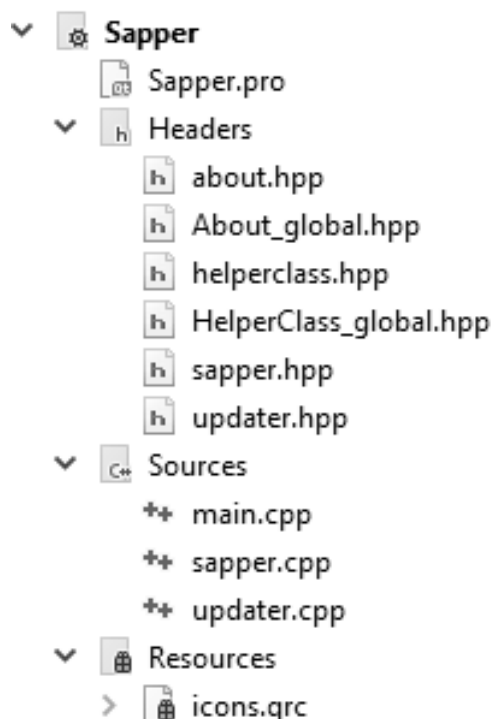 Sapper
Sapper.pro
Headers
about.hpp
About_global.hpp
helperclass.hpp
HelperClass_global.hpp
sapper.hpp
updater.hpp
Sources
main.cpp
sapper.cpp
updater.cpp
Resources
icons.qrc